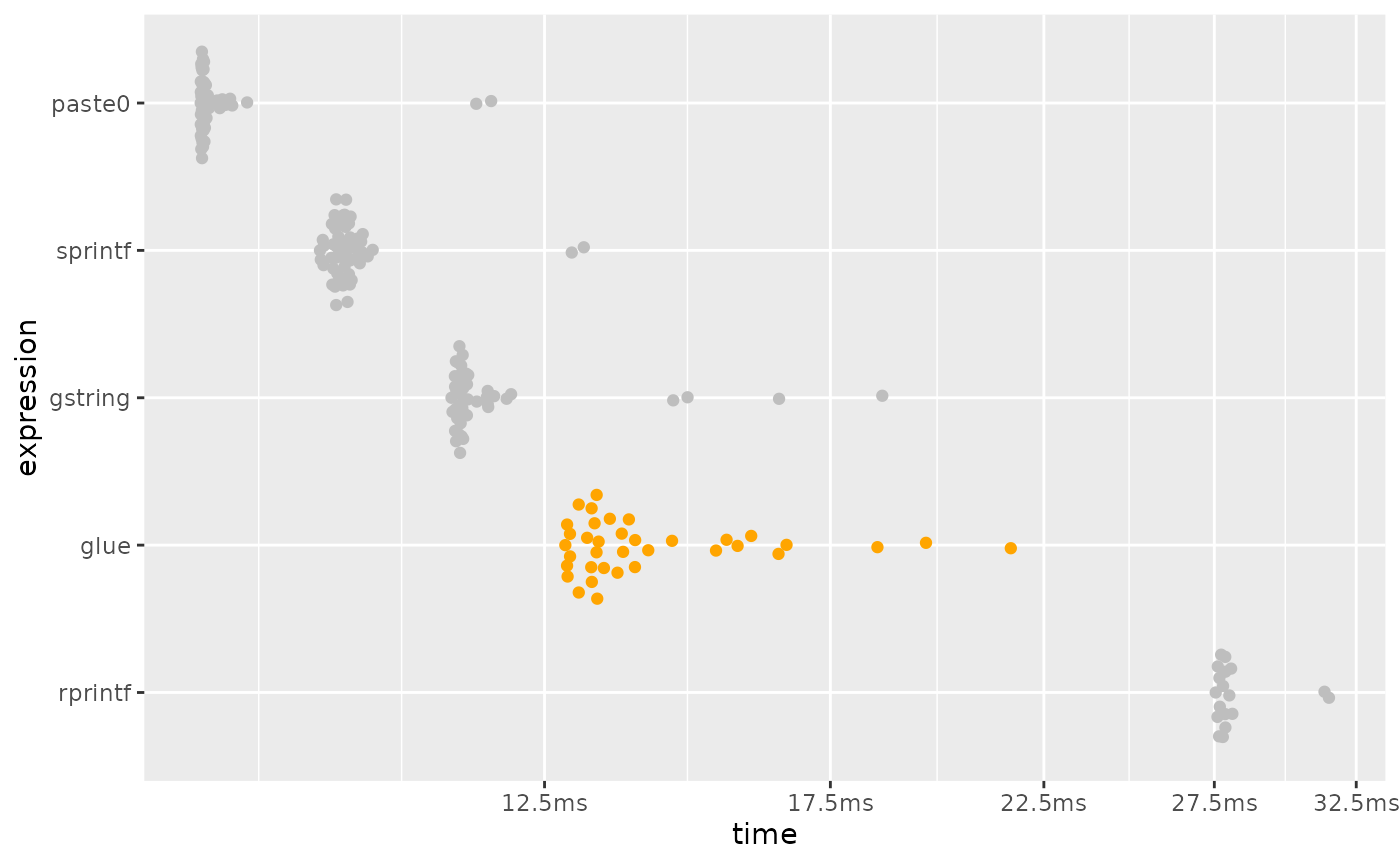 paste0
sprintf
gstring
glue
rprintf
expression
12.5ms 17.5ms 22.5ms 27.5ms 32.5ms
time